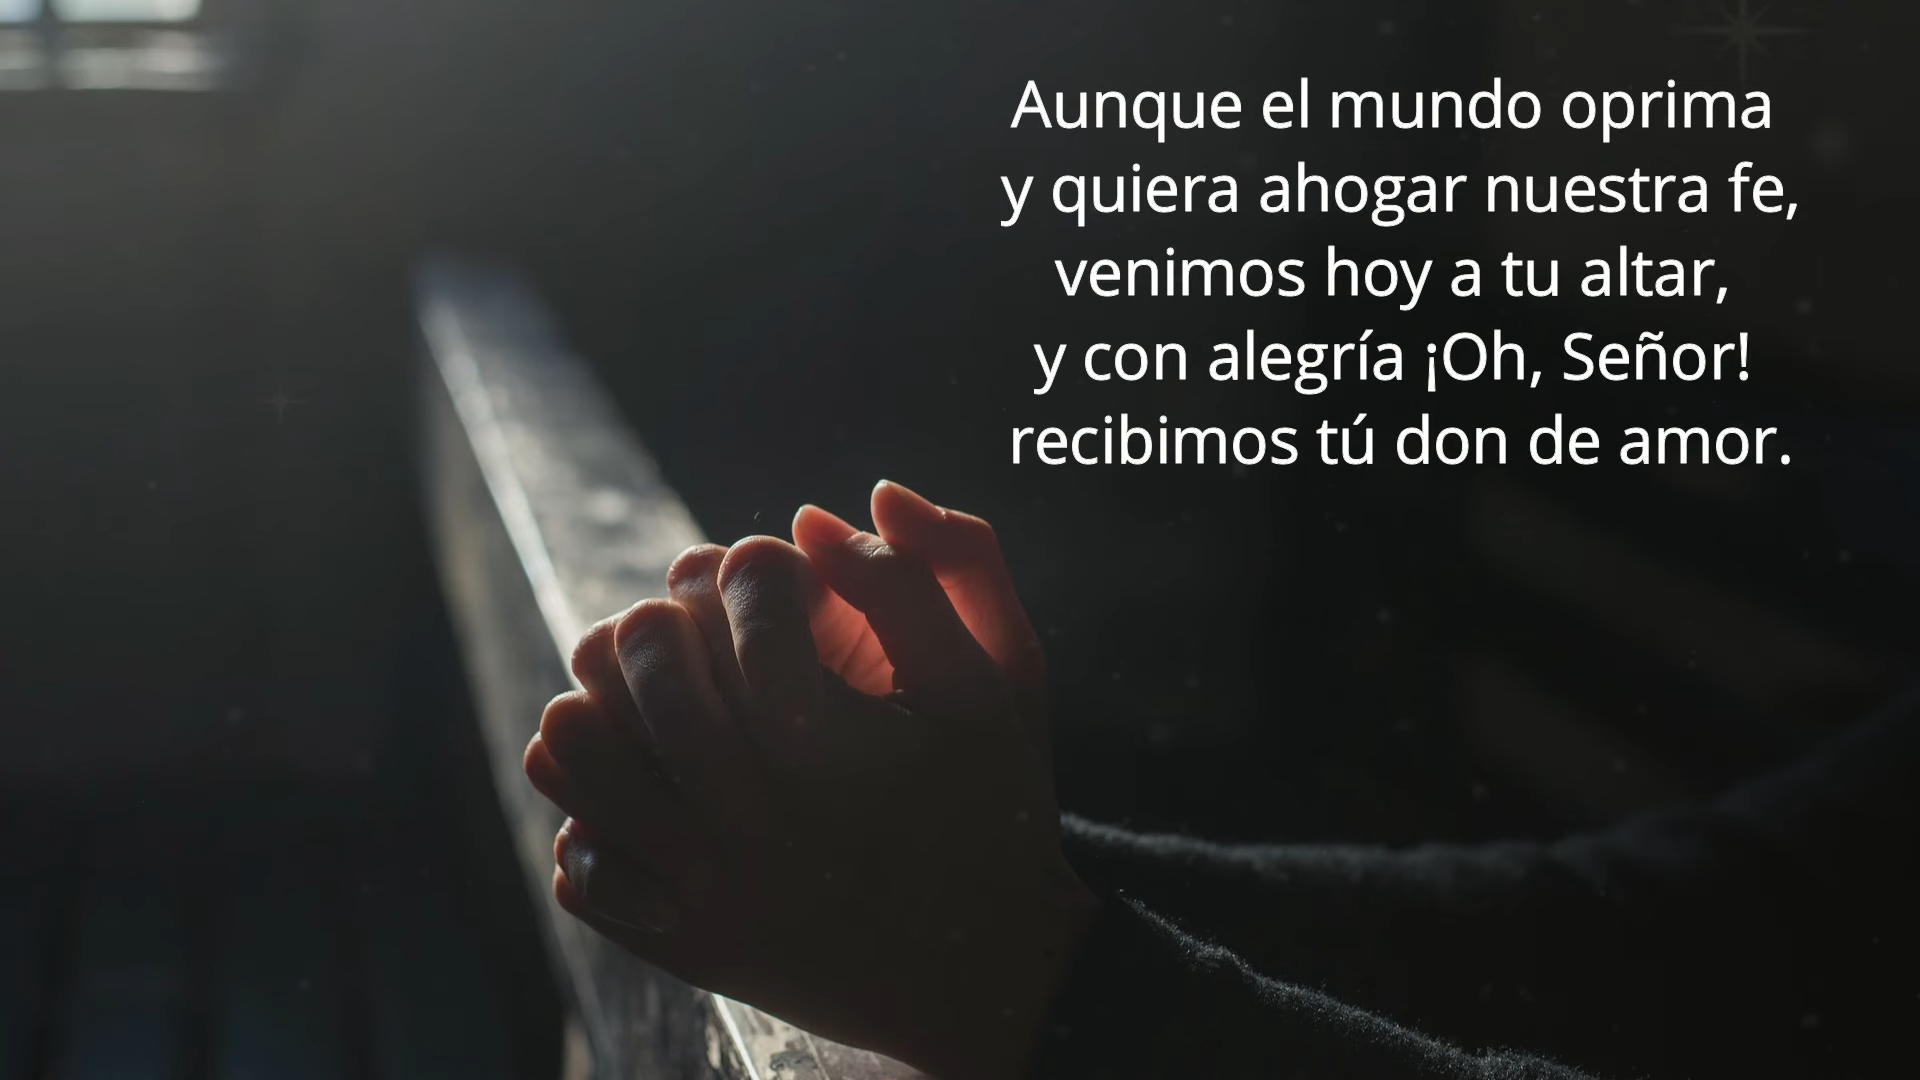 Aunque el mundo oprima
y quiera ahogar nuestra fe,
venimos hoy a tu altar,
y con alegría ¡Oh, Señor!
recibimos tú don de amor.